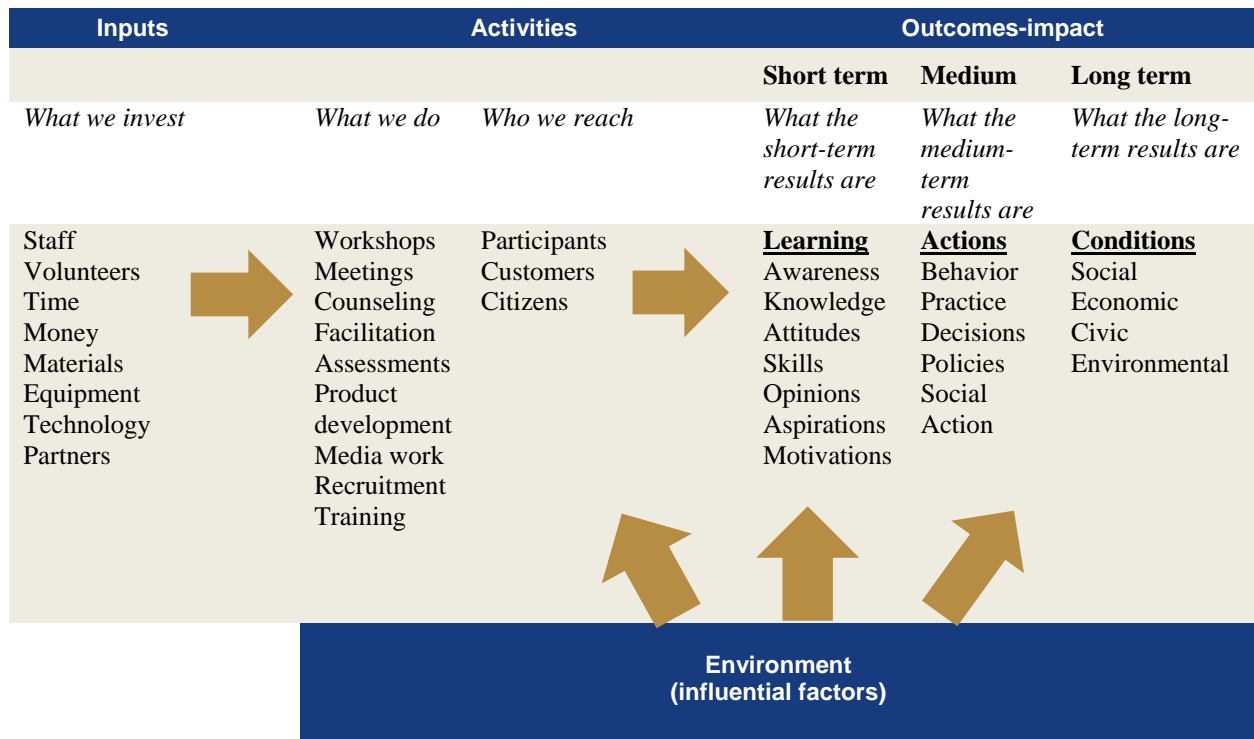 Inputs
Activities
Outcomes-impact
Short term
Medium
Long term
What we invest
What we do
Who we reach
What the
short-term
results are
What the
medium-
term
results are
What the long-
term results are
Staff
Volunteers
Time
Money
Materials
Equipment
Technology
Partners
Workshops
Meetings
Counseling
Facilitation
Assessments
Product
development
Media work
Recruitment
Training
Participants
Customers
Citizens
Learning
Awareness
Knowledge
Attitudes
Skills
Opinions
Aspirations
Motivations
Actions
Behavior
Practice
Decisions
Policies
Social
Action
Conditions
Social
Economic
Civic
Environmental
Environment
(influential factors)